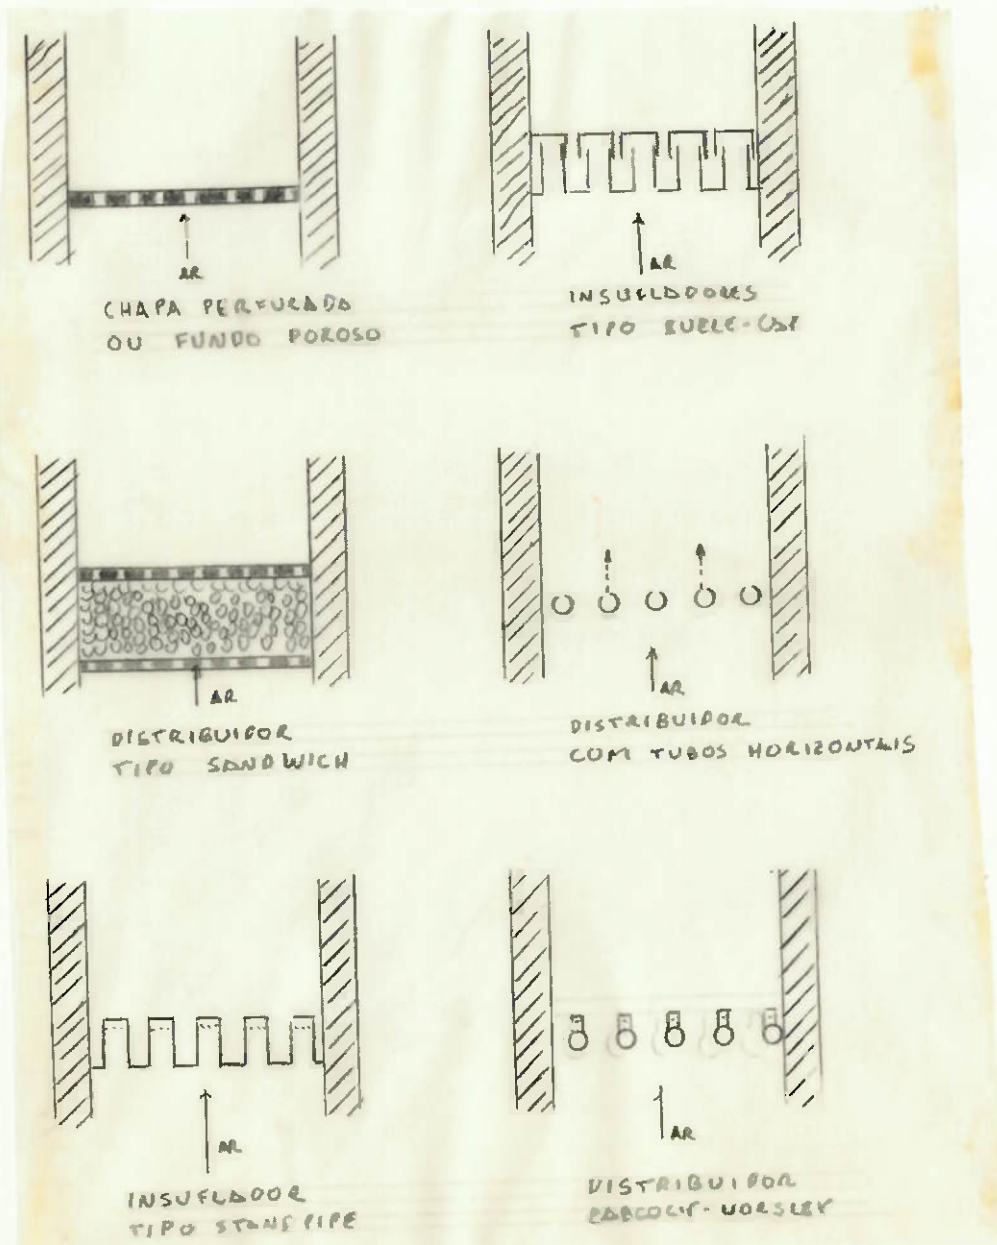 AR
CHAPA PERFURADA
OU FUNDO POROSO
AR
INSUFLADORES
TIPO
AR
DISTRIBUIDOR
TIPO SANDWICH
AR
DISTRIBUIDOR
COM TUBOS HORIZONTAIS
AR
INSUFLADOR
TIPO
AR
DISTRIBUIDOR